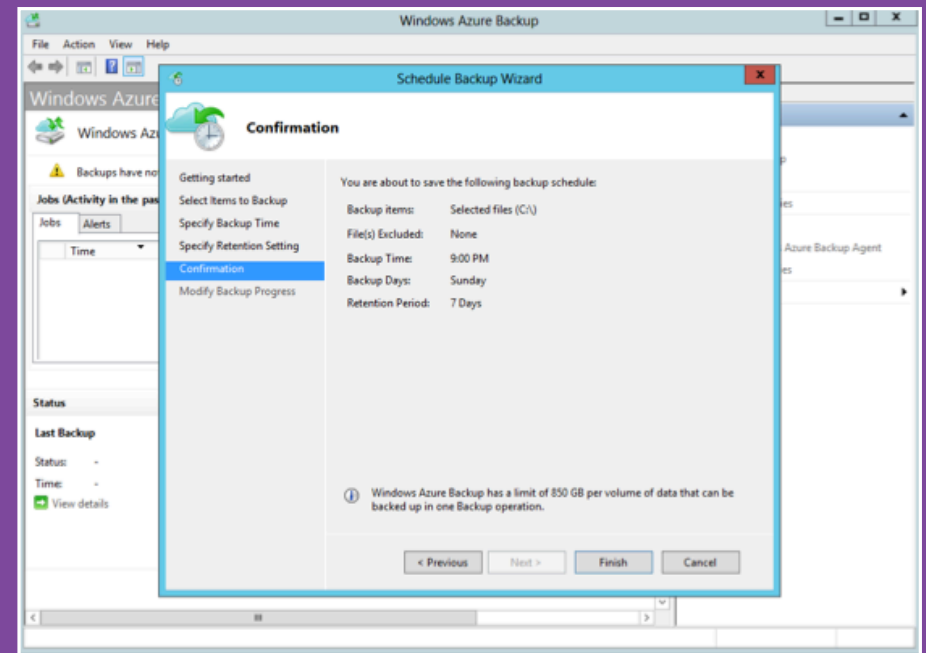 Windows Azure Backup
File Action View Help
Windows Azure
Windows Az
Backups have no
Jobs (Activity in the pas
Jobs Alerts
Time
Status
Last Backup
Status: -
Time: -
View details
Schedule Backup Wizard
x
Confirmation
Getting started
Select Items to Backup
Specify Backup Time
Specify Retention Setting
Confirmation
Modify Backup Progress
You are about to save the following backup schedule:
Backup items: Selected files (C:\)
File(s) Excluded: None
Backup Time: 9:00 PM
Backup Days: Sunday
Retention Period: 7 Days
Windows Azure Backup has a limit of 850 GB per volume of data that can be
backed up in one Backup operation.
< Previous Next > Finish Cancel
p
es
Azure Backup Agent
es